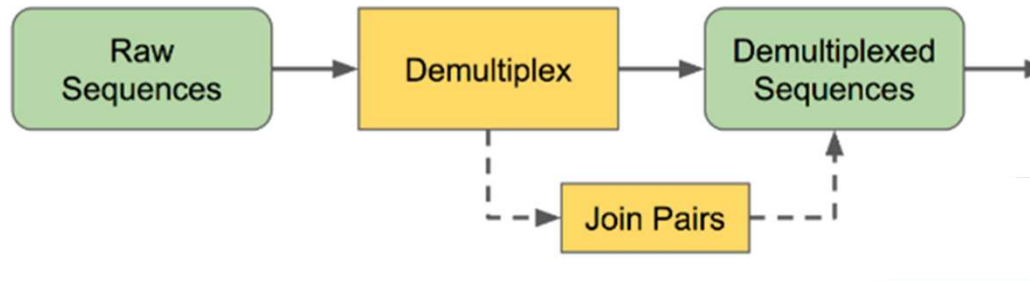 Raw
Sequences
Demultiplex
Demultiplexed
Sequences
Join Pairs